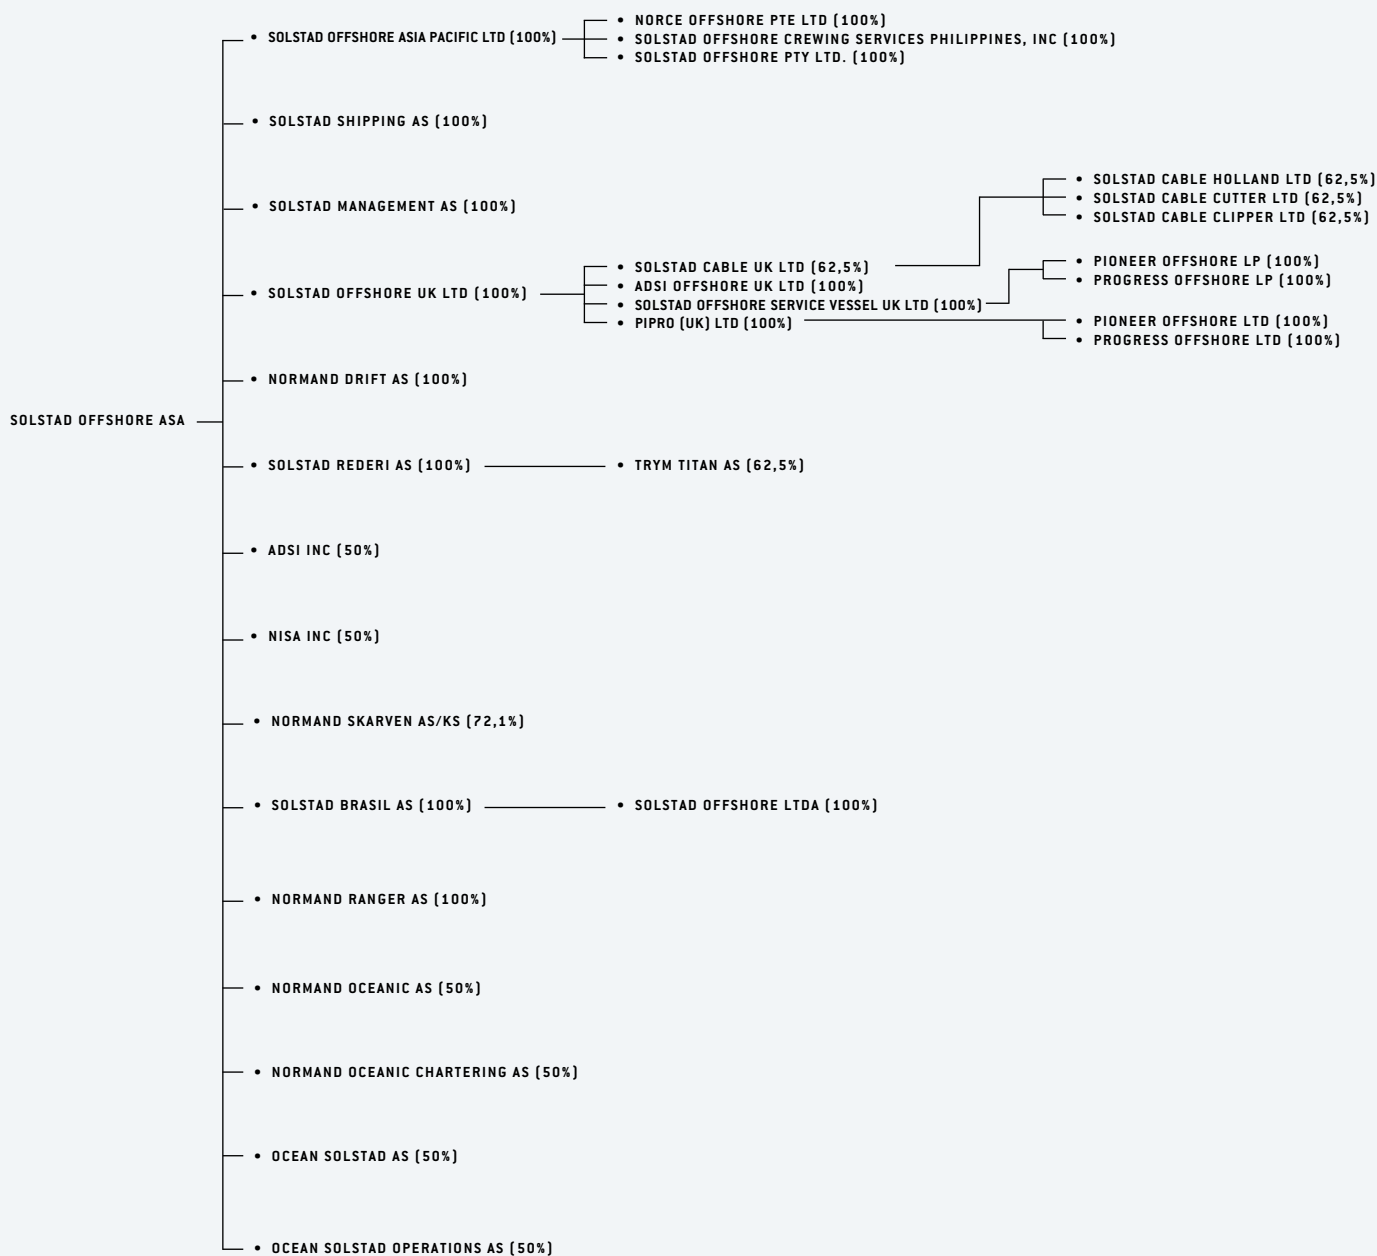 SOLSTAD OFFSHORE ASA
• SOLSTAD OFFSHORE ASIA PACIFIC LTD (100%)
• NORCE OFFSHORE PTE LTD (100%)
• SOLSTAD OFFSHORE CREWING SERVICES PHILIPPINES, INC (100%)
• SOLSTAD OFFSHORE PTY LTD. (100%)
• SOLSTAD SHIPPING AS (100%)
• SOLSTAD MANAGEMENT AS (100%)
• SOLSTAD OFFSHORE UK LTD (100%)
• SOLSTAD CABLE UK LTD (62,5%)
• ADSI OFFSHORE UK LTD (100%)
• SOLSTAD OFFSHORE SERVICE VESSEL UK LTD (100%)
• PIPRO (UK) LTD (100%)
• SOLSTAD CABLE HOLLAND LTD (62,5%)
• SOLSTAD CABLE CUTTER LTD (62,5%)
• SOLSTAD CABLE CLIPPER LTD (62,5%)
• PIONEER OFFSHORE LP (100%)
• PROGRESS OFFSHORE LP (100%)
• PIONEER OFFSHORE LTD (100%)
• PROGRESS OFFSHORE LTD (100%)
• NORMAND DRIFT AS (100%)
• SOLSTAD REDERI AS (100%)
• TRYM TITAN AS (62,5%)
• ADSI INC (50%)
• NISA INC (50%)
• NORMAND SKARVEN AS/KS (72,1%)
• SOLSTAD BRASIL AS (100%)
• SOLSTAD OFFSHORE LTDA (100%)
• NORMAND RANGER AS (100%)
• NORMAND OCEANIC AS (50%)
• NORMAND OCEANIC CHARTERING AS (50%)
• OCEAN SOLSTAD AS (50%)
• OCEAN SOLSTAD OPERATIONS AS (50%)